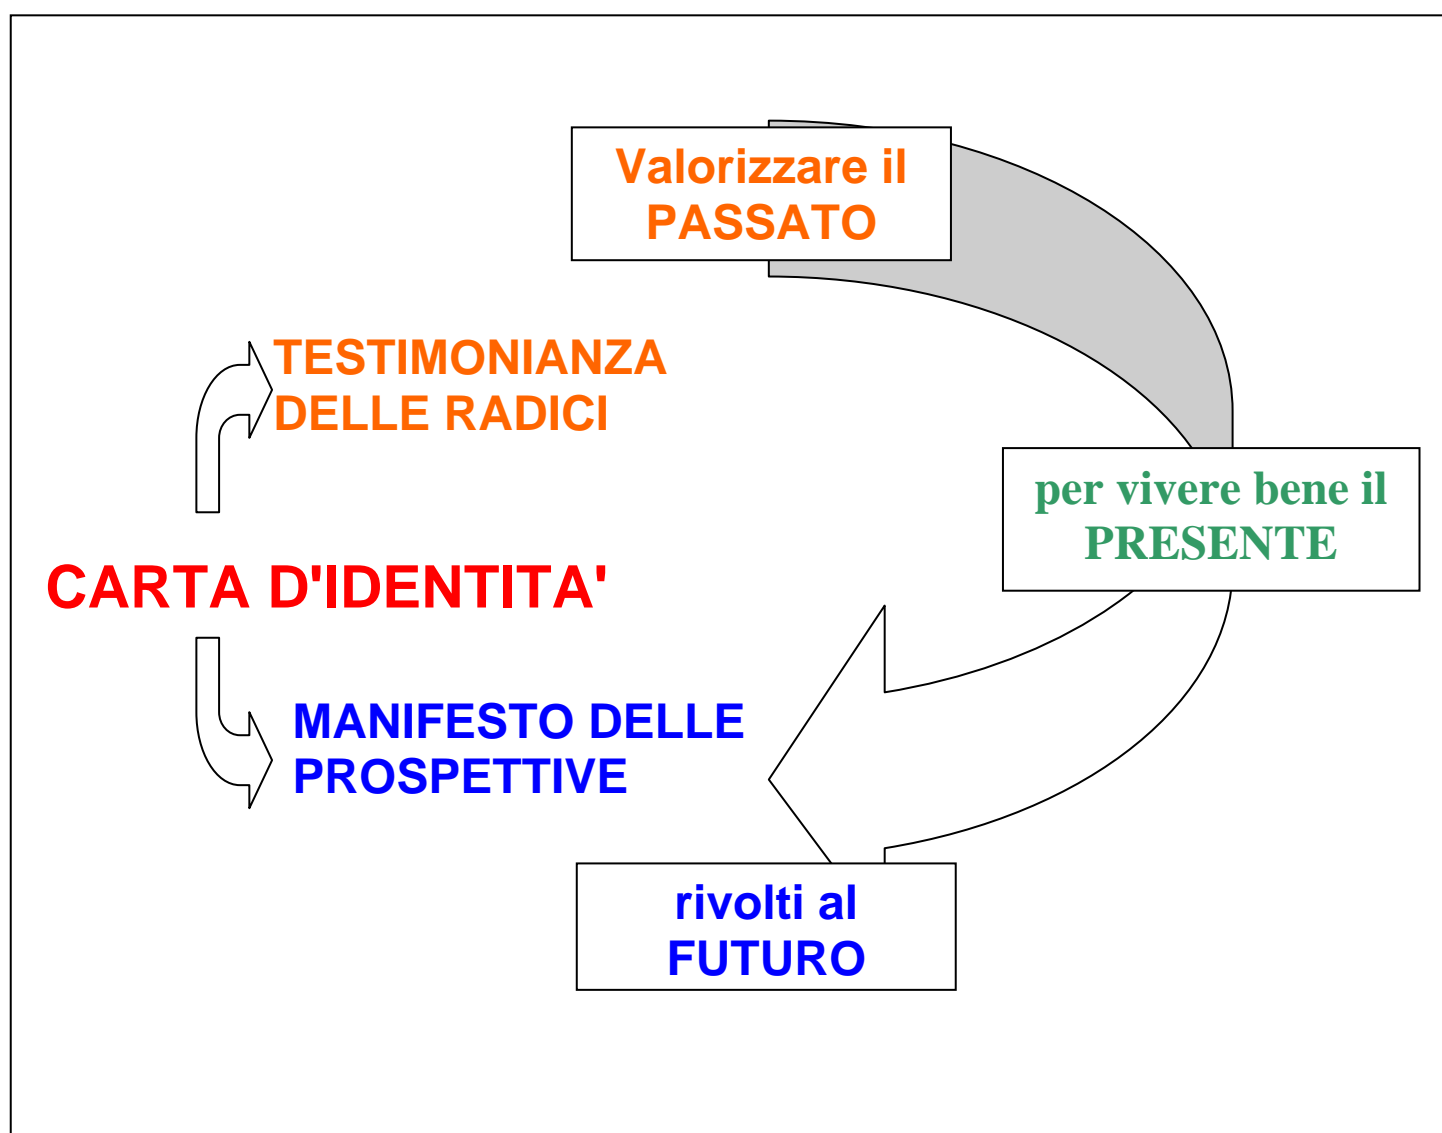 Valorizzare il
PASSATO
TESTIMONIANZA
DELLE RADICI
per vivere bene il
PRESENTE
CARTA D'IDENTITA'
MANIFESTO DELLE
PROSPETTIVE
rivolti al
FUTURO